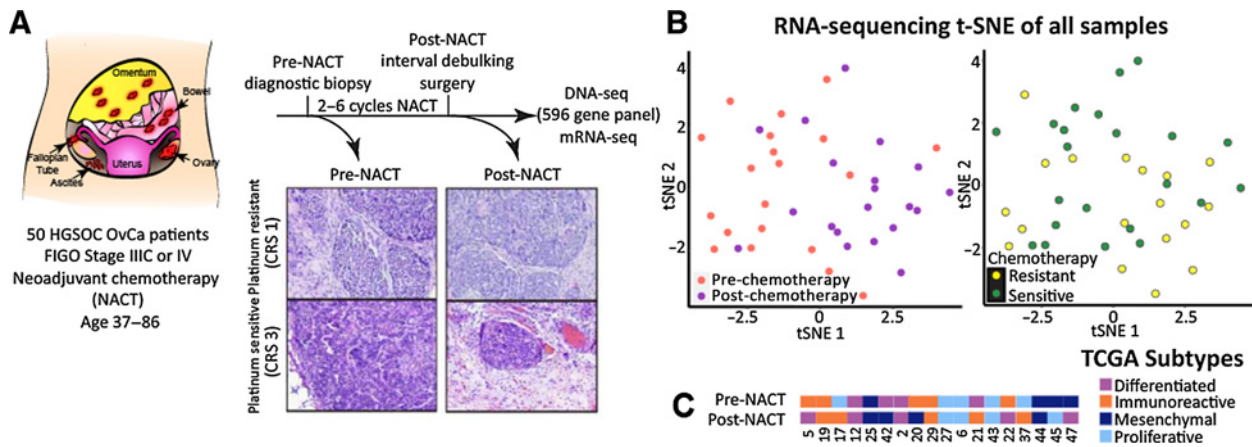 A
Omentum
Bowel
Fallopian
Tube
Uterus
Ovary
Ascites
50 HGSOC OvCa patients
FIGO Stage IIIC or IV
Neoadjuvant chemotherapy
(NACT)
Age 37–86
Pre-NACT
diagnostic biopsy
Post-NACT
interval debulking
surgery
2–6 cycles NACT
DNA-seq
(596 gene panel)
mRNA-seq
Pre-NACT
Post-NACT
Platinum resistant
(CRS 1)
Platinum sensitive
(CRS 3)
B
RNA-sequencing t-SNE of all samples
tSNE 2
4
2
0
−2
Pre-chemotherapy
Post-chemotherapy
−2.5
0
2.5
tSNE 1
tSNE 2
4
2
0
−2
Chemotherapy
Resistant
Sensitive
−2.5
0
2.5
tSNE 1
C
Pre-NACT
Post-NACT
5 19 17 12 25 42 2 20 29 27 6 21 43 22 37 44 45 47
TCGA Subtypes
Differentiated
Immunoreactive
Mesenchymal
Proliferative